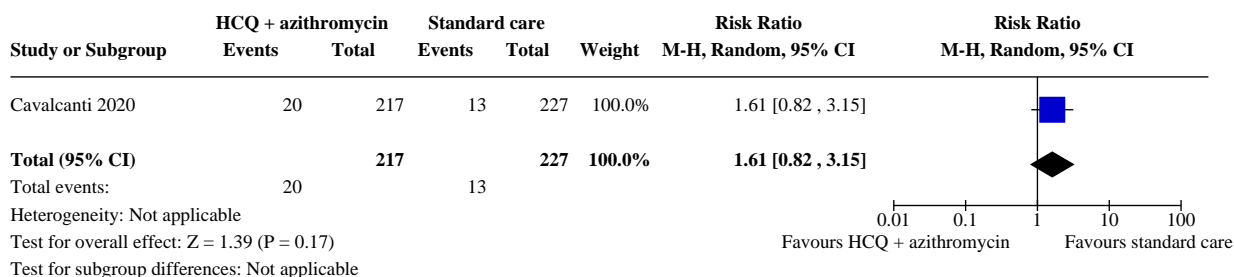 HCQ + azithromycin Standard care Risk Ratio Risk Ratio
Study or Subgroup Events Total Events Total Weight M-H, Random, 95% CI M-H, Random, 95% CI
Cavalcanti 2020 20 217 13 227 100.0% 1.61 [0.82 , 3.15]
Total (95% CI) 217 227 100.0% 1.61 [0.82 , 3.15]
Total events: 20 13
Heterogeneity: Not applicable
0.01 0.1 1 10 100
Test for overall effect: Z = 1.39 (P = 0.17) Favours HCQ + azithromycin Favours standard care
Test for subgroup differences: Not applicable